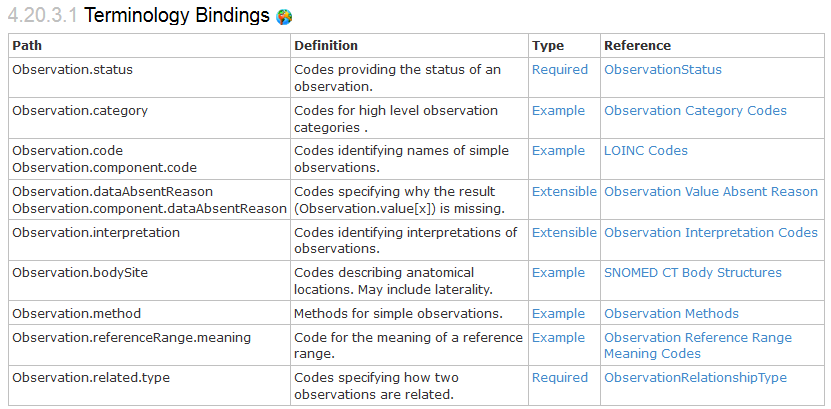 4.20.3.1 Terminology Bindings
Path Definition Type Reference
Observation.status Codes providing the status of an Required ObservationStatus
observation.
Observation.category Codes for high level observation Example Observation Category Codes
categories .
Observation.code Codes identifying names of simple Example LOINC Codes
Observation.component.code observations.
Observation.dataAbsentReason Codes specifying why the result Extensible Observation Value Absent Reason
Observation.component.dataAbsentReason (Observation.value[x]) is missing.
Observation.interpretation Codes identifying interpretations of Extensible Observation Interpretation Codes
observations.
Observation.bodySite Codes describing anatomical Example SNOMED CT Body Structures
locations. May include laterality.
Observation.method Methods for simple observations. Example Observation Methods
Observation.referenceRange.meaning Code for the meaning of a reference Example Observation Reference Range
range. Meaning Codes
Observation.related.type Codes specifying how two Required ObservationRelationshipType
observations are related.